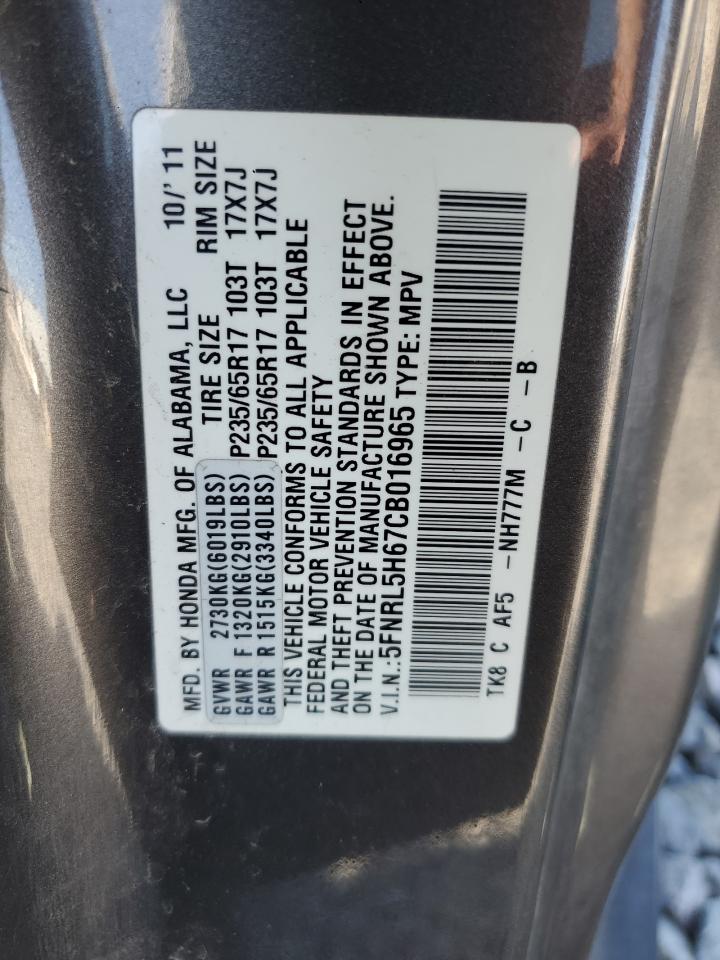 MFD. BY HONDA MFG. OF ALABAMA, LLC 10/' 11
TIRE SIZE RIM SIZE
GVWR 2730KG(6019LBS)
GAWR F 1320KG(2910LBS) P235/65R17 103T 17X7J
GAWR R 1515KG(3340LBS) P235/65R17 103T 17X7J
THIS VEHICLE CONFORMS TO ALL APPLICABLE
FEDERAL MOTOR VEHICLE SAFETY
AND THEFT PREVENTION STANDARDS IN EFFECT
ON THE DATE OF MANUFACTURE SHOWN ABOVE.
V.I.N.:5FNRL5H67CB016965 TYPE: MPV
TK8 C AF5 -NH777M -C -B